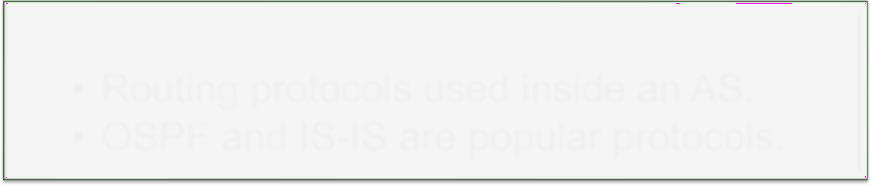 • Routing protocols used inside an AS.
• OSPF and IS-IS are popular protocols.